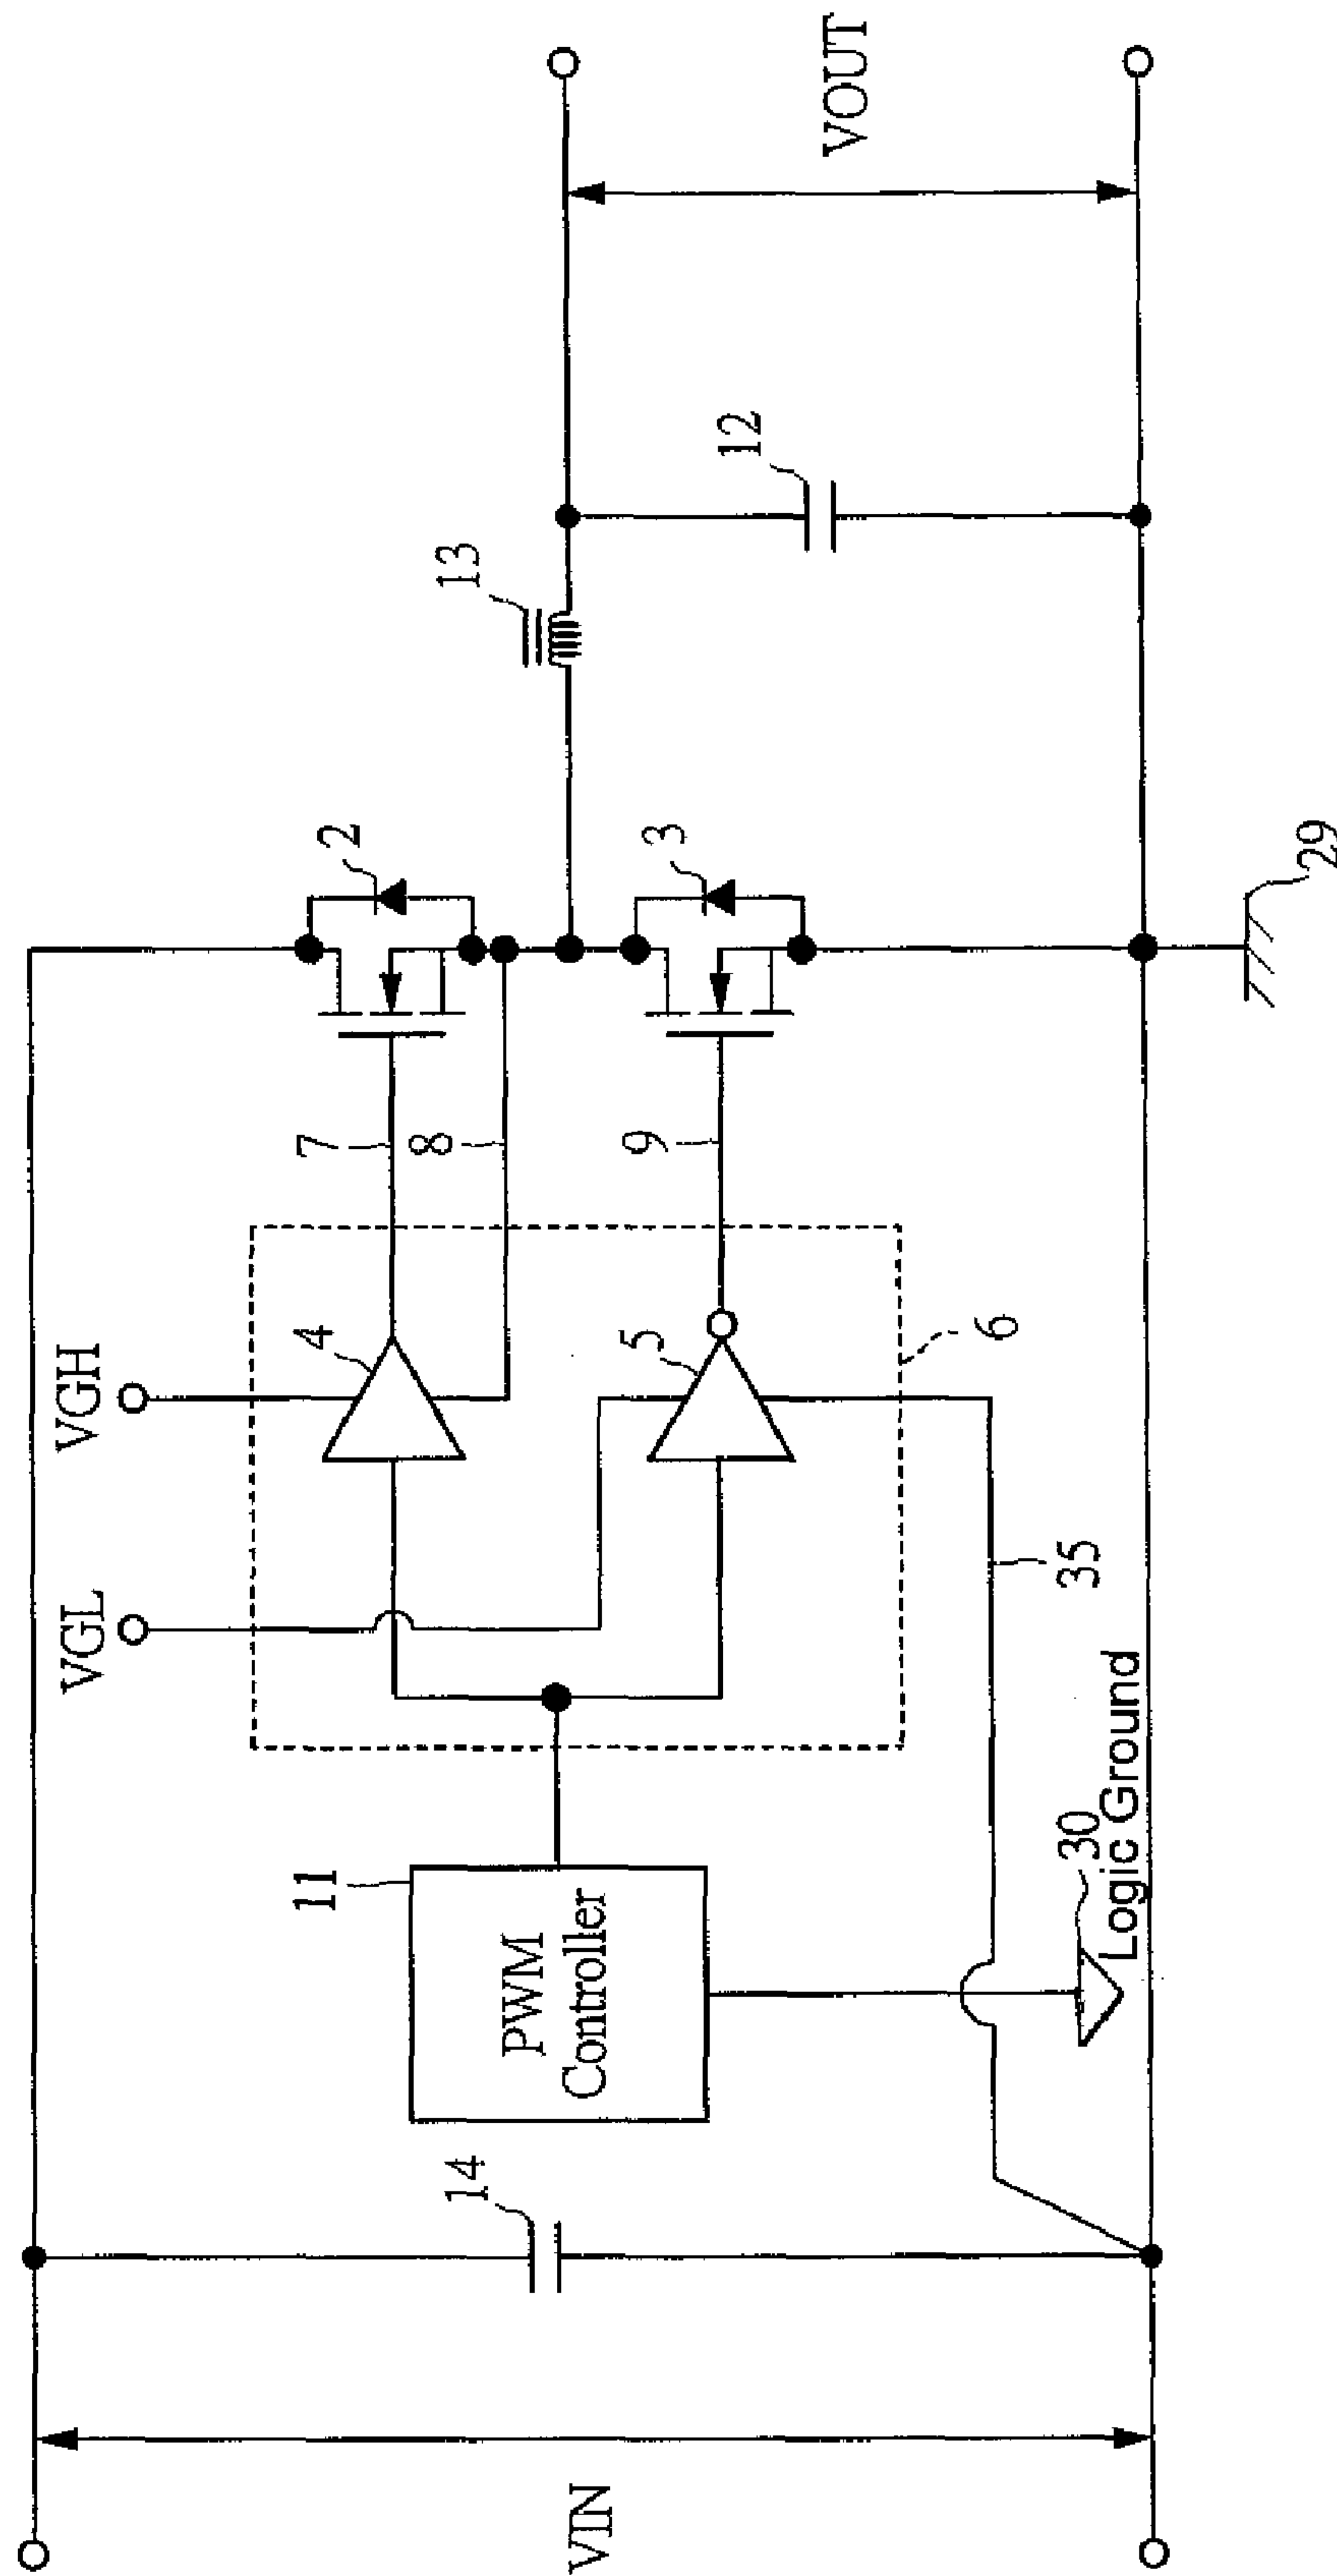 VGH
VGL
2
4
7
13
8
11
PWM
Controller
3
VOUT
14
5
9
12
VIN
6
35
30
Logic Ground
29